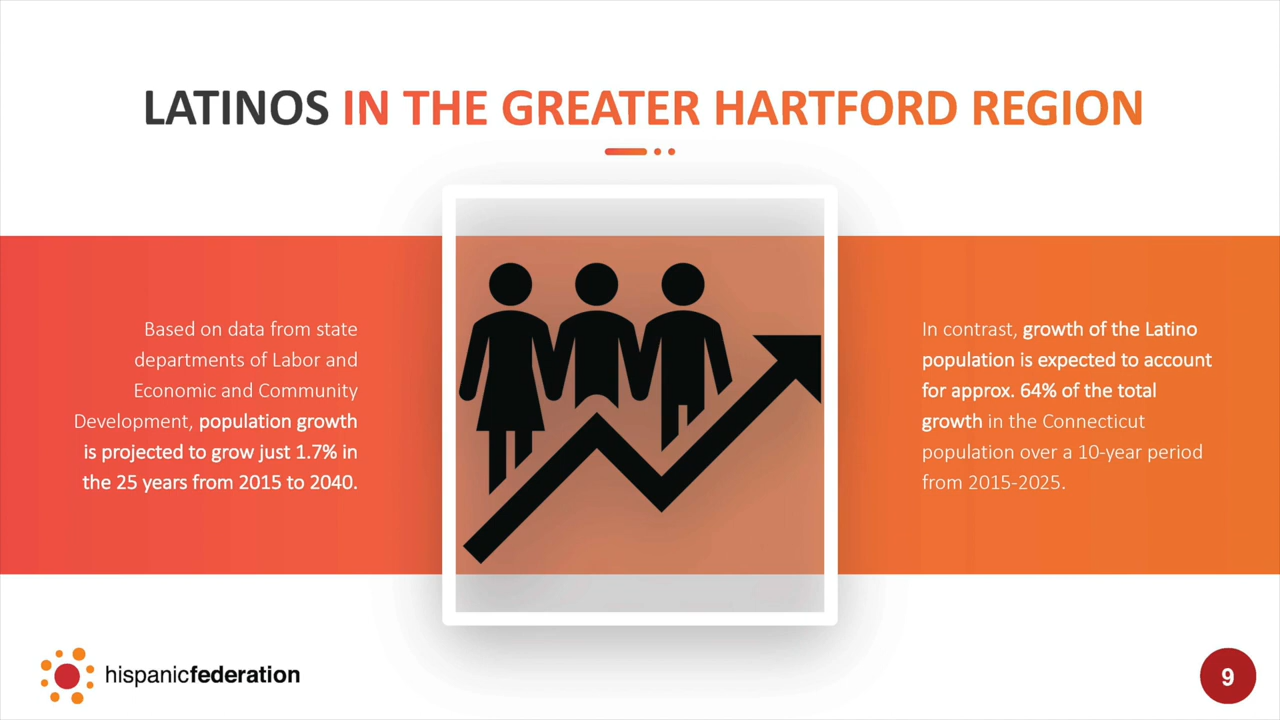 LATINOS IN THE GREATER HARTFORD REGION
Based on data from state
departments of Labor and
Economic and Community
Development, population growth
is projected to grow just 1.7% in
the 25 years from 2015 to 2040.
In contrast, growth of the Latino
population is expected to account
for approx. 64% of the total
growth in the Connecticut
population over a 10-year period
from 2015-2025.
hispanicfederation
9